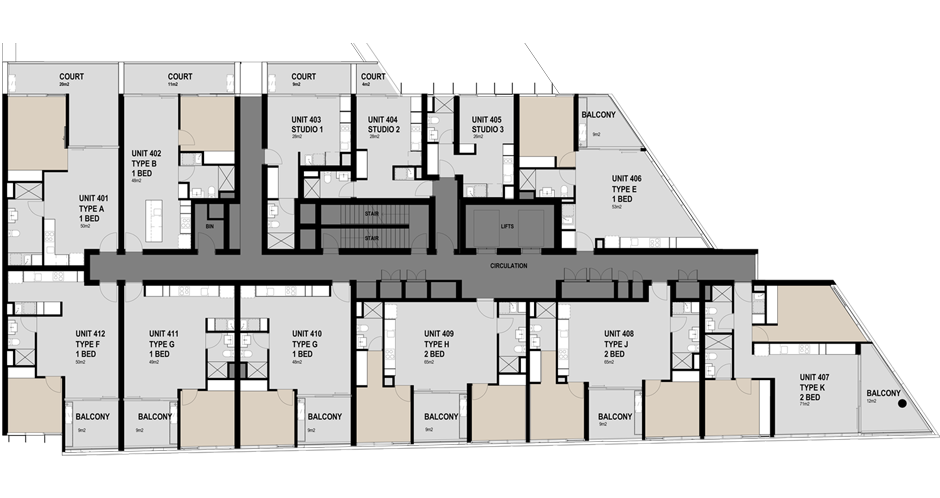 COURT
20m2
COURT
11m2
COURT
9m2
COURT
4m2
UNIT 401
TYPE A
1 BED
50m2
UNIT 402
TYPE B
1 BED
48m2
UNIT 403
STUDIO 1
28m2
UNIT 404
STUDIO 2
28m2
UNIT 405
STUDIO 3
BALCONY
9m2
UNIT 406
TYPE E
1 BED
53m2
BIN
STAIR
STAIR
LIFTS
CIRCULATION
UNIT 412
TYPE F
1 BED
50m2
BALCONY
9m2
UNIT 411
TYPE G
1 BED
49m2
BALCONY
9m2
UNIT 410
TYPE G
1 BED
BALCONY
9m2
UNIT 409
TYPE H
2 BED
65m2
BALCONY
9m2
UNIT 408
TYPE J
2 BED
65m2
BALCONY
9m2
UNIT 407
TYPE K
2 BED
71m2
BALCONY
12m2